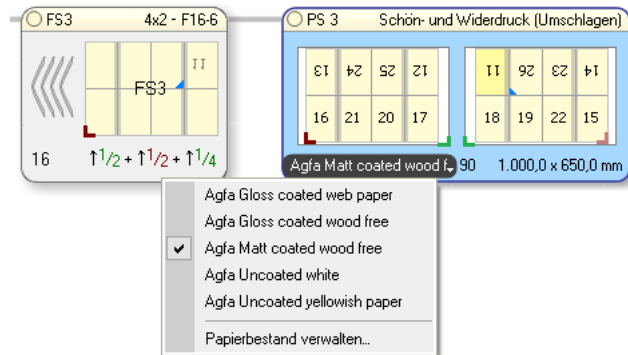 FS3 4x2 - F16-6
11
FS3
16 ↑1/2 + ↑1/2 + ↑1/4
PS 3 Schön- und Widerdruck (Umschlagen)
13 24 25 12 11 26 23 14
16 21 20 17 18 19 22 15
Agfa Matt coated wood f 90 1.000,0 x 650,0 mm
Agfa Gloss coated web paper
Agfa Gloss coated wood free
Agfa Matt coated wood free
Agfa Uncoated white
Agfa Uncoated yellowish paper
Papierbestand verwalten...